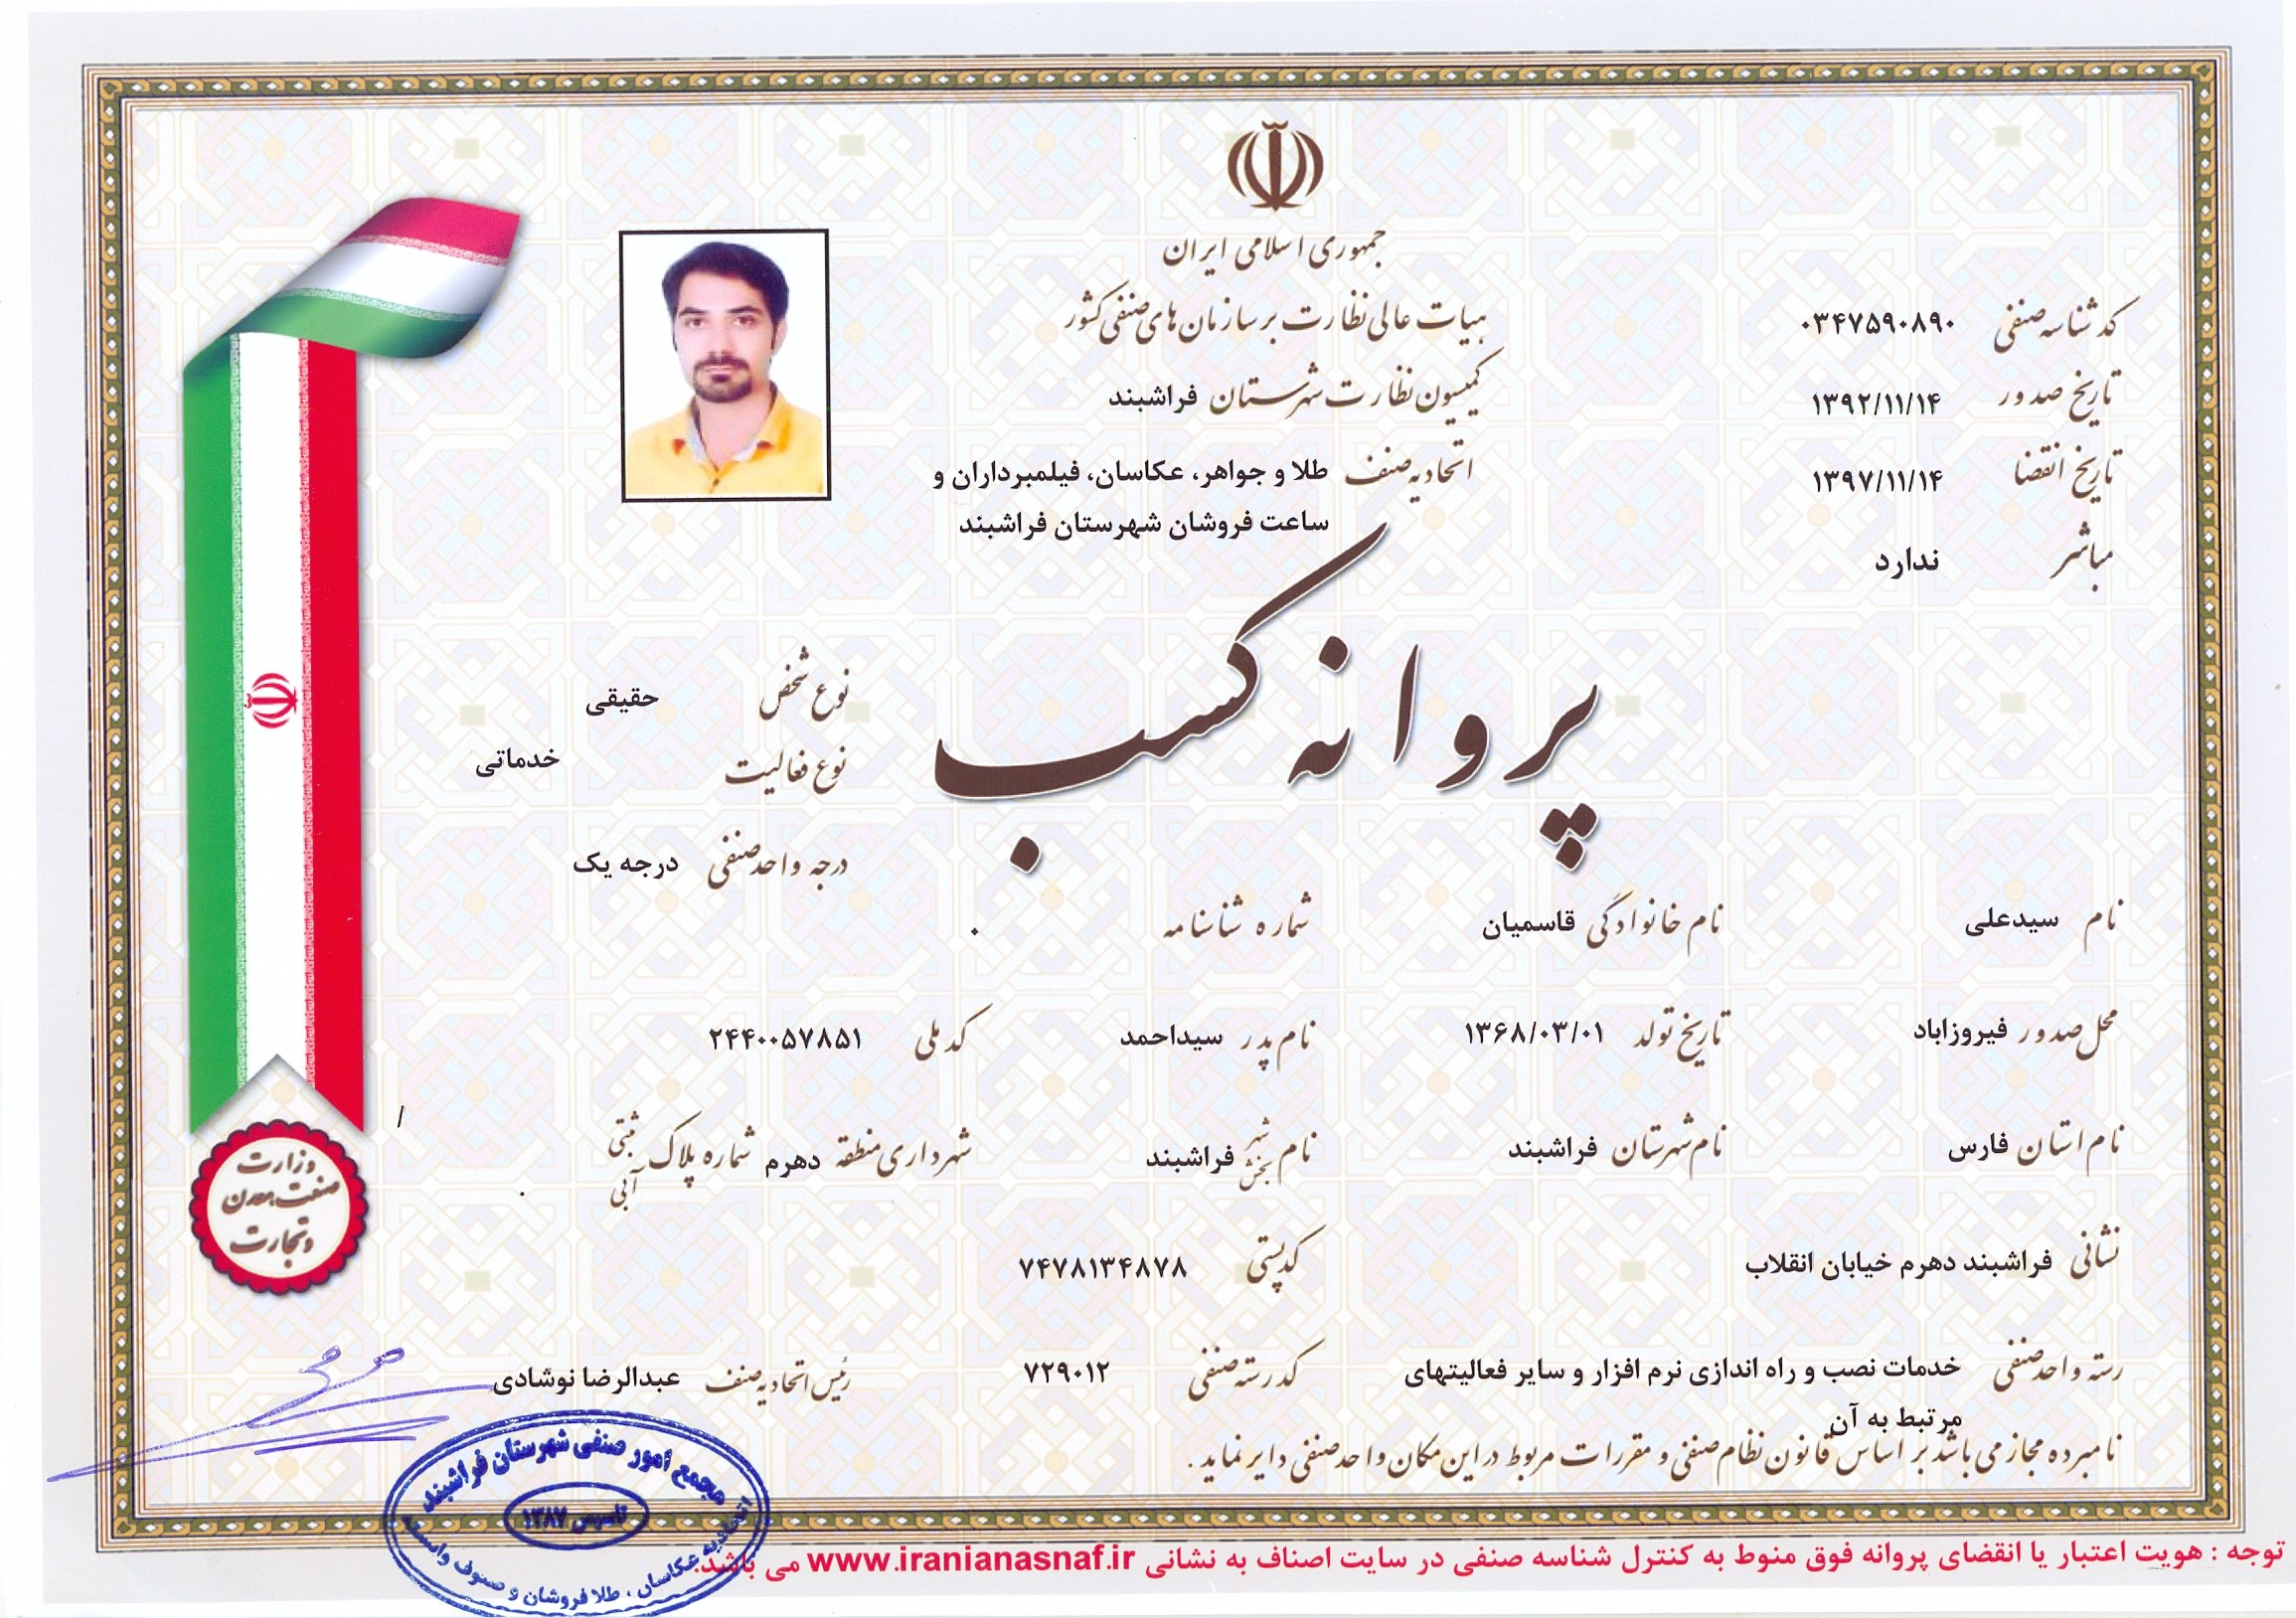 جمهوری اسلامی ایران
هیات عالی نظارت بر سازمان های صنفی کشور
کد شناسه صنفی ۰۳۴۷۵۹۰۸۹۰
کمیسیون نظارت شهرستان فراشبند
تاریخ صدور ۱۳۹۲/۱۱/۱۴
اتحادیه صنف طلا و جواهر، عکاسان، فیلمبرداران و
ساعت فروشان شهرستان فراشبند
تاریخ انقضا ۱۳۹۷/۱۱/۱۴
مباشر ندارد
پروانه کسب
نوع شخص حقیقی
نوع فعالیت خدماتی
درجه واحد صنفی درجه یک
نام سیدعلی نام خانوادگی قاسمیان شماره شناسنامه ۰
محل صدور فیروزاباد تاریخ تولد ۱۳۶۸/۰۳/۰۱ نام پدر سیداحمد کد ملی ۲۴۴۰۰۵۷۸۵۱
نام استان فارس نام شهرستان فراشبند نام شهر بخش فراشبند شهرداری منطقه دهرم شماره پلاک ثبتی آبی /
نشانی فراشبند دهرم خیابان انقلاب کد پستی ۷۴۷۸۱۳۴۸۷۸
رسته واحد صنفی خدمات نصب و راه اندازی نرم افزار و سایر فعالیتهای کد رسته صنفی ۷۲۹۰۱۲ رئیس اتحادیه صنف عبدالرضا نوشادی
مرتبط به آن
نامبرده مجاز می باشد بر اساس قانون نظام صنفی و مقررات مربوط در این مکان واحد صنفی دایر نماید .
وزارت
صنعت، معدن
و تجارت
مجمع امور صنفی شهرستان فراشبند
تاسیس ۱۳۸۷
اتحادیه عکاسان ، طلا فروشان و صنوف وابسته
توجه : هویت اعتبار یا انقضای پروانه فوق منوط به کنترل شناسه صنفی در سایت اصناف به نشانی www.iranianasnaf.ir می باشد.